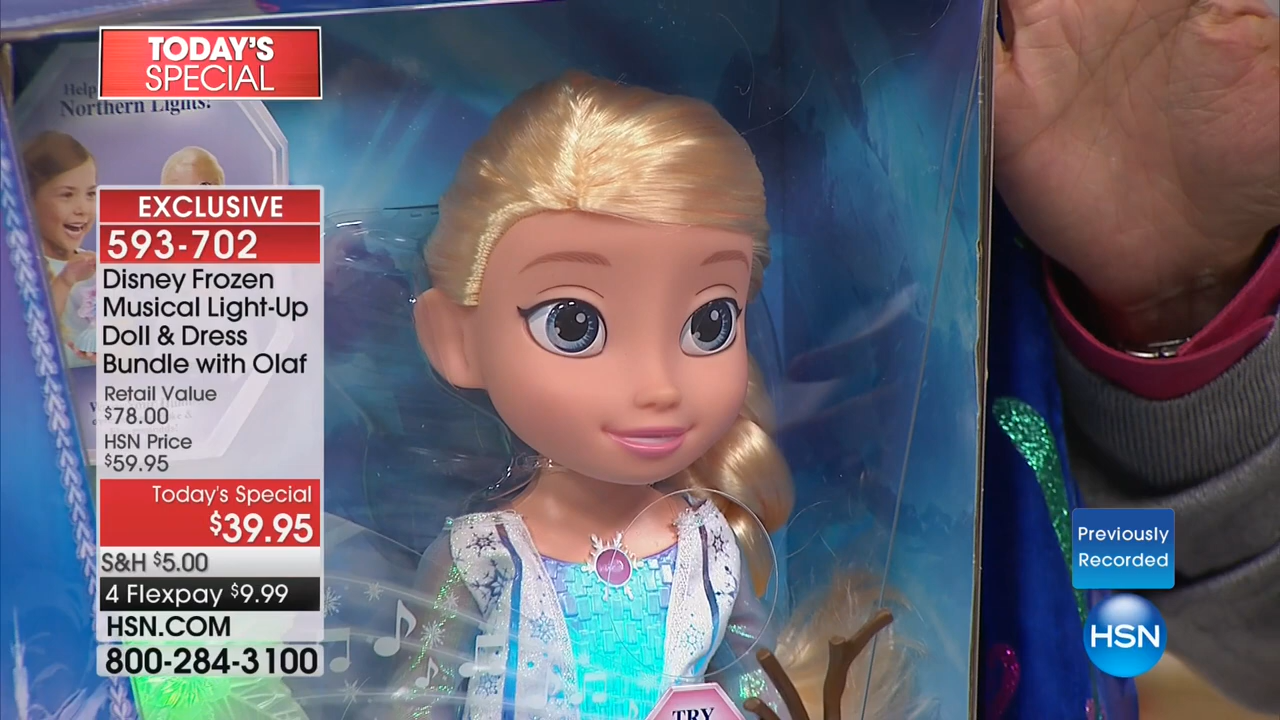 TODAY'S
SPECIAL
Help
Northern Lights!
EXCLUSIVE
593-702
Disney Frozen
Musical Light-Up
Doll & Dress
Bundle with Olaf
Retail Value
$78.00
HSN Price
$59.95
Today's Special
$39.95
S&H $5.00
4 Flexpay $9.99
HSN.COM
800-284-3100
TRY
Previously
Recorded
HSN